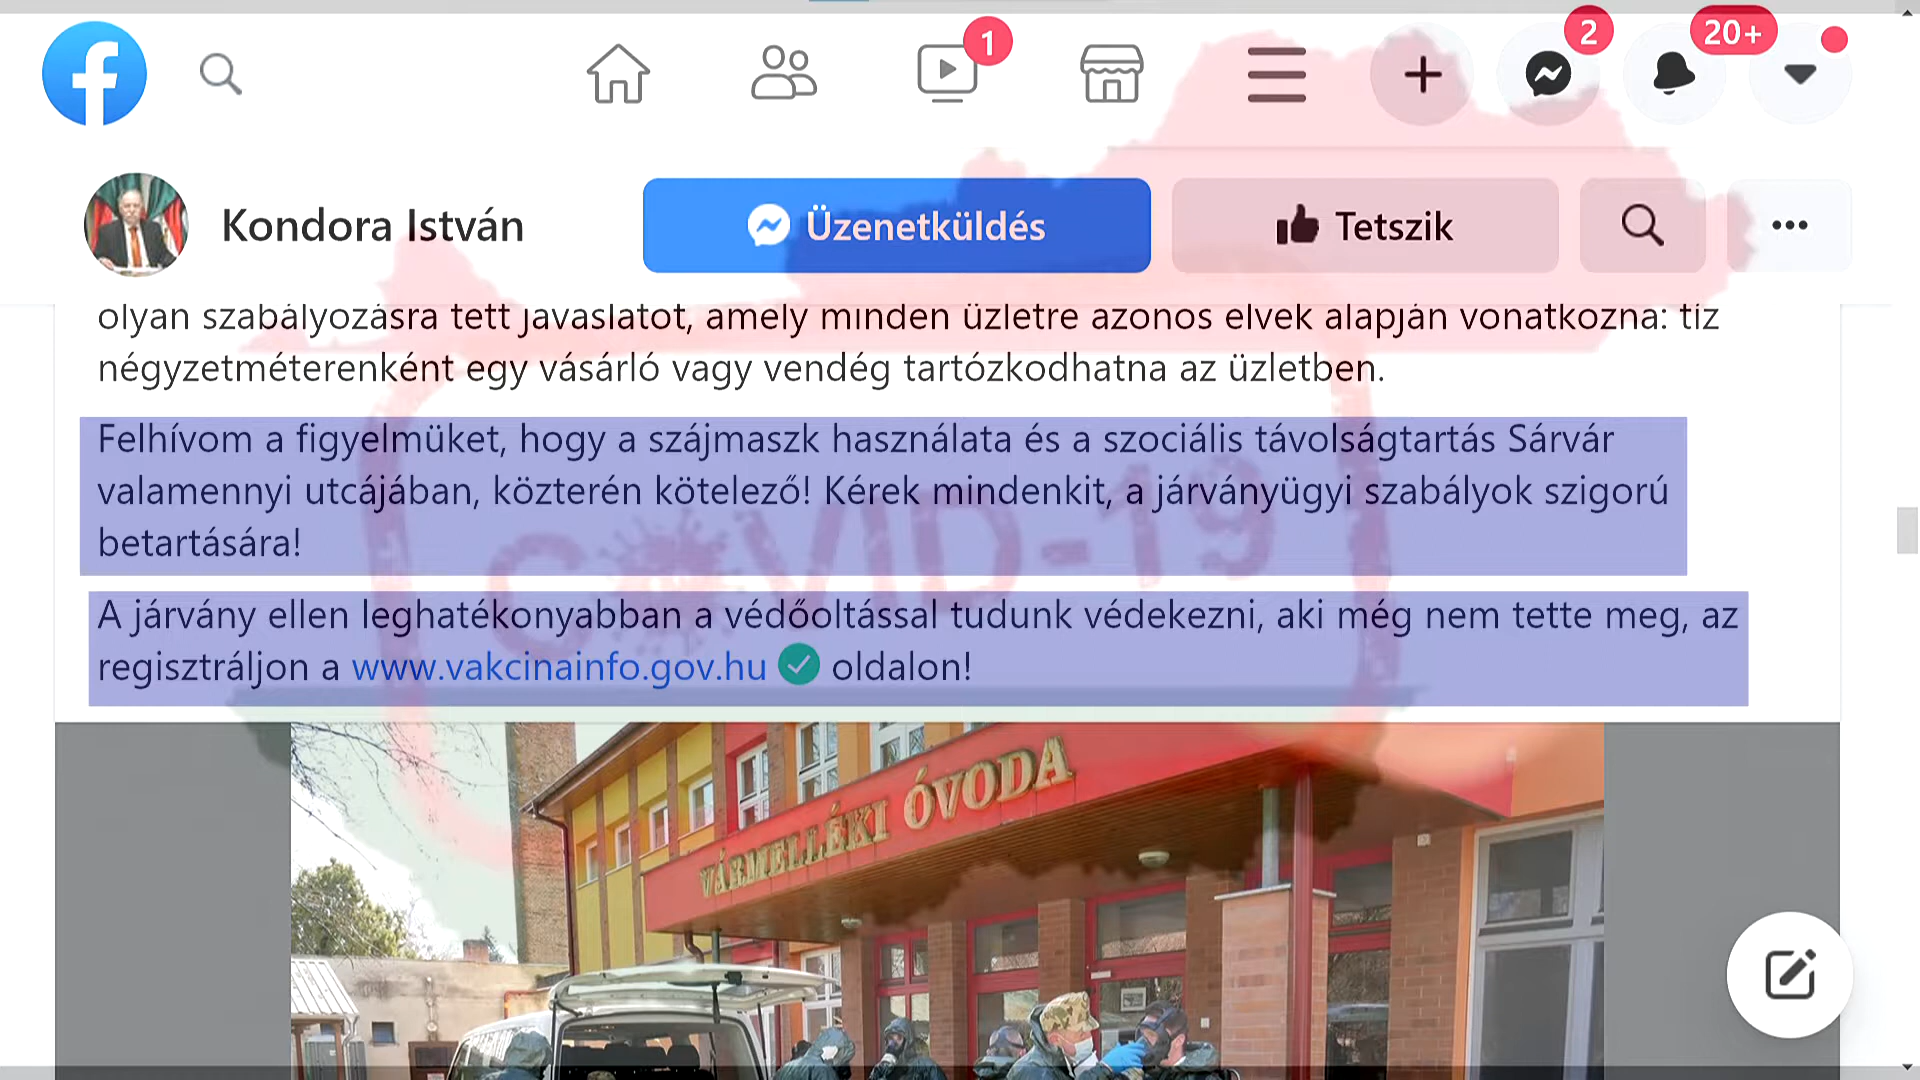 1
2
20+
Kondora István
Üzenetküldés
Tetszik
olyan szabályozásra tett javaslatot, amely minden üzletre azonos elvek alapján vonatkozna: tíz
négyzetméterenként egy vásárló vagy vendég tartózkodhatna az üzletben.
Felhívom a figyelmüket, hogy a szájmaszk használata és a szociális távolságtartás Sárvár
valamennyi utcájában, közterén kötelező! Kérek mindenkit, a járványügyi szabályok szigorú
betartására!
COVID-19
A járvány ellen leghatékonyabban a védőoltással tudunk védekezni, aki még nem tette meg, az
regisztráljon a www.vakcinainfo.gov.hu oldalon!
VÁRMELLÉKI ÓVODA